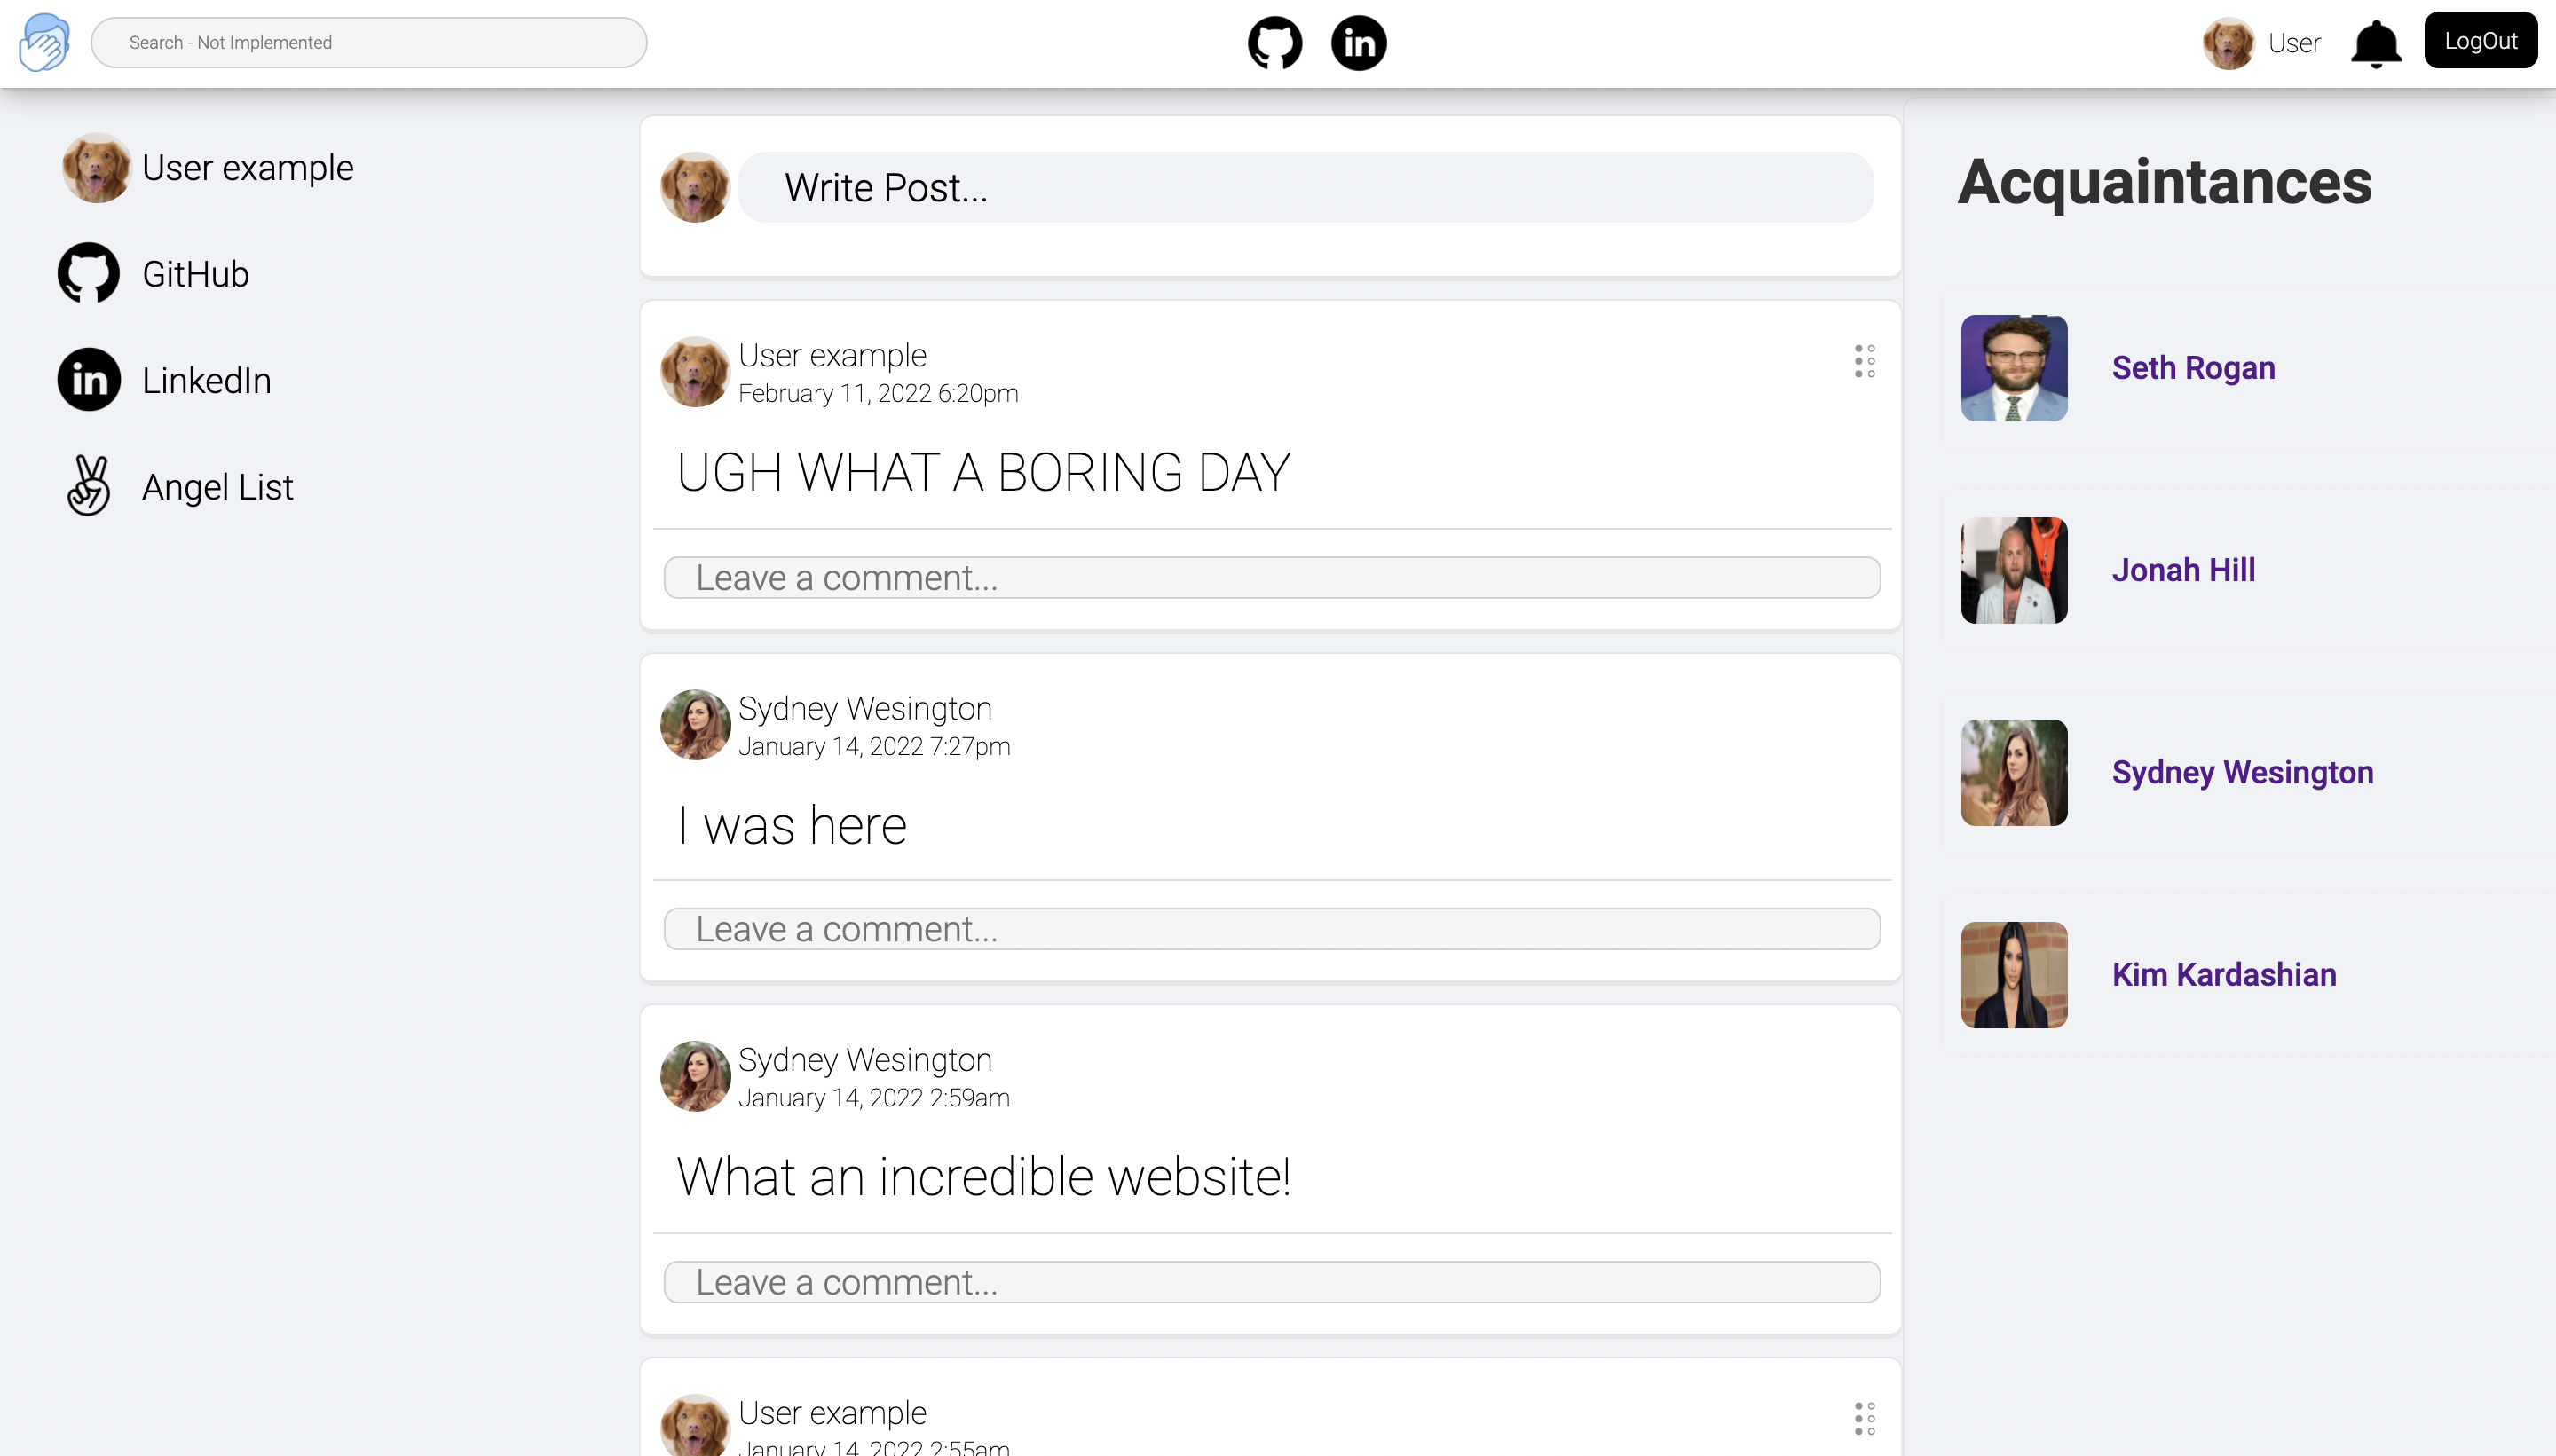 Search - Not Implemented
in
User
LogOut
User example
GitHub
in
LinkedIn
Angel List
Write Post...
User example
February 11, 2022 6:20pm
UGH WHAT A BORING DAY
Leave a comment...
Sydney Wesington
January 14, 2022 7:27pm
I was here
Leave a comment...
Sydney Wesington
January 14, 2022 2:59am
What an incredible website!
Leave a comment...
User example
January 14, 2022 2:55am
Acquaintances
Seth Rogan
Jonah Hill
Sydney Wesington
Kim Kardashian